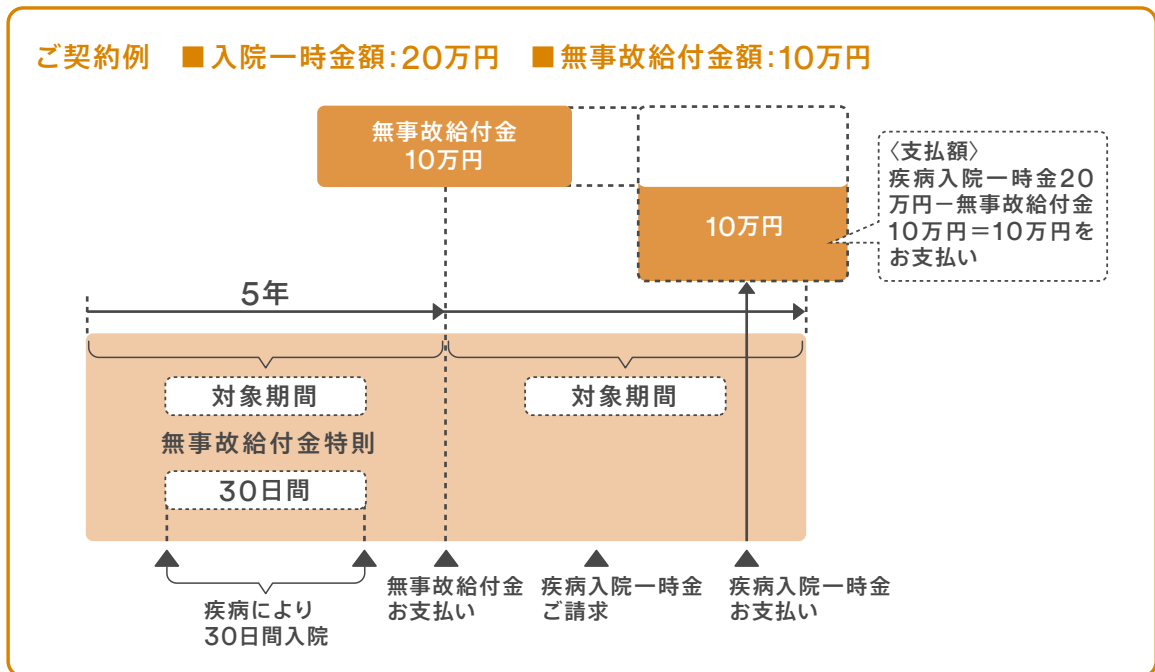 ご契約例 ■入院一時金額:20万円 ■無事故給付金額:10万円
無事故給付金
10万円
10万円
〈支払額〉
疾病入院一時金20
万円－無事故給付金
10万円＝10万円を
お支払い
5年
対象期間
対象期間
無事故給付金特則
30日間
疾病により
30日間入院
無事故給付金
お支払い
疾病入院一時金
ご請求
疾病入院一時金
お支払い